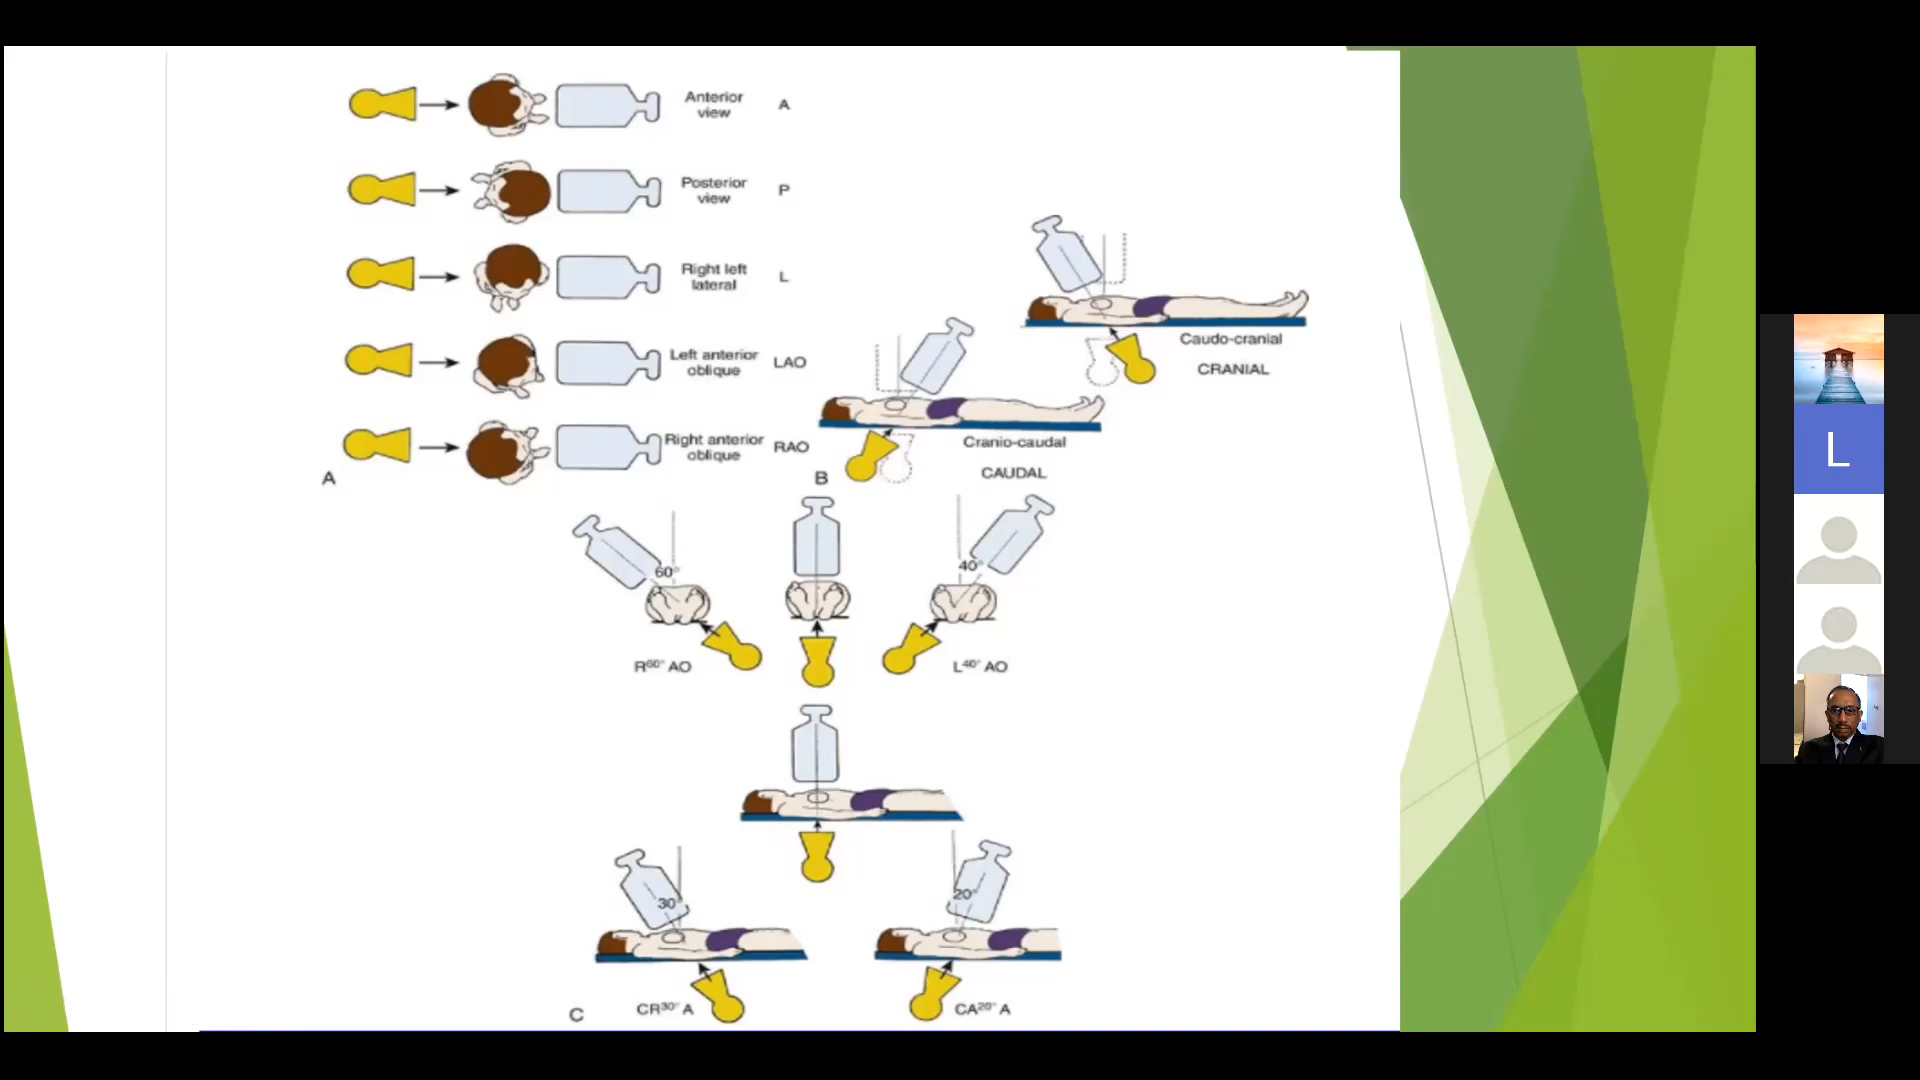 Anterior
view
A
Posterior
view
P
Right left
lateral
L
Left anterior
oblique
LAO
Right anterior
oblique
RAO
A
Caudo-cranial
CRANIAL
Cranio-caudal
CAUDAL
B
60°
40°
R60° AO
L40° AO
30°
20°
CR30° A
CA20° A
C
L